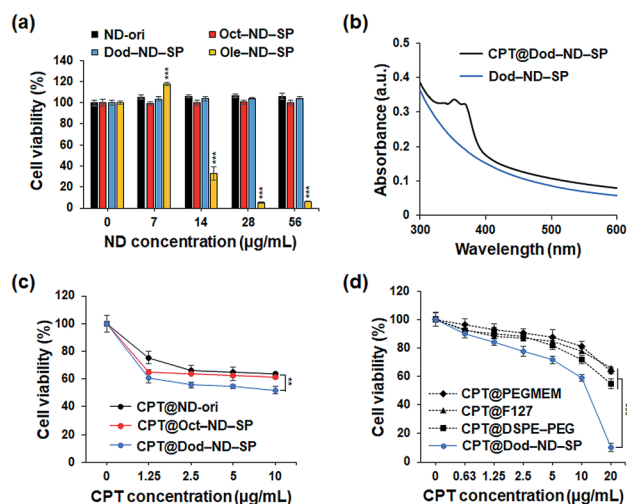 (a)
ND-ori
Oct–ND–SP
Dod–ND–SP
Ole–ND–SP
Cell viability (%)
140
120
100
80
60
40
20
0
***
***
***
***
0 7 14 28 56
ND concentration (µg/mL)
(b)
CPT@Dod–ND–SP
Dod–ND–SP
Absorbance (a.u.)
0.5
0.4
0.3
0.2
0.1
0
300 400 500 600
Wavelength (nm)
(c)
Cell viability (%)
120
100
80
60
40
20
0
**
CPT@ND-ori
CPT@Oct–ND–SP
CPT@Dod–ND–SP
0 1.25 2.5 5 10
CPT concentration (µg/mL)
(d)
Cell viability (%)
120
100
80
60
40
20
0
CPT@PEGMEM
CPT@F127
CPT@DSPE–PEG
CPT@Dod–ND–SP
0 0.63 1.25 2.5 5 10 20
CPT concentration (µg/mL)